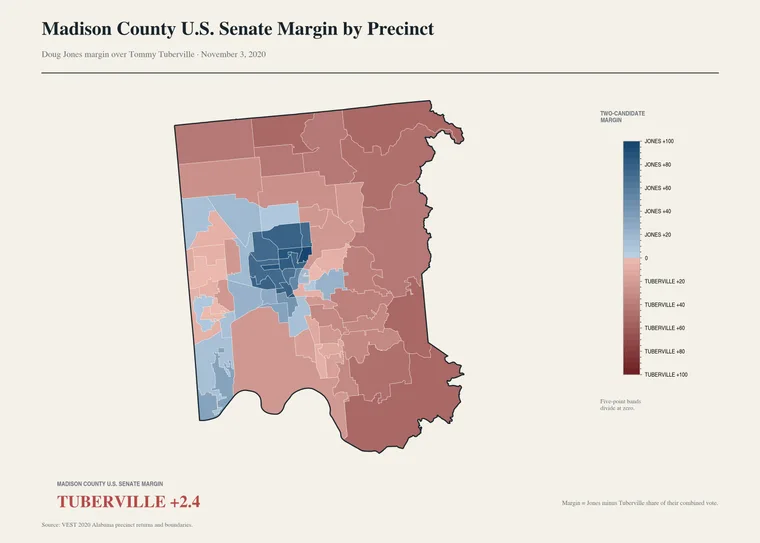 Madison County U.S. Senate Margin by Precinct
Doug Jones margin over Tommy Tuberville · November 3, 2020
TWO-CANDIDATE
MARGIN
JONES +100
JONES +80
JONES +60
JONES +40
JONES +20
0
TUBERVILLE +20
TUBERVILLE +40
TUBERVILLE +60
TUBERVILLE +80
TUBERVILLE +100
Five-point bands
divide at zero.
MADISON COUNTY U.S. SENATE MARGIN
TUBERVILLE +2.4
Margin = Jones minus Tuberville share of their combined vote.
Source: VEST 2020 Alabama precinct returns and boundaries.